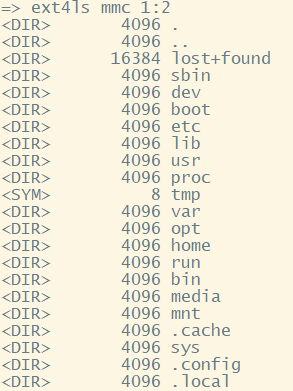 => ext4ls mmc 1:2
<DIR>       4096 .
<DIR>       4096 ..
<DIR>      16384 lost+found
<DIR>       4096 sbin
<DIR>       4096 dev
<DIR>       4096 boot
<DIR>       4096 etc
<DIR>       4096 lib
<DIR>       4096 usr
<DIR>       4096 proc
<SYM>          8 tmp
<DIR>       4096 var
<DIR>       4096 opt
<DIR>       4096 home
<DIR>       4096 run
<DIR>       4096 bin
<DIR>       4096 media
<DIR>       4096 mnt
<DIR>       4096 .cache
<DIR>       4096 sys
<DIR>       4096 .config
<DIR>       4096 .local